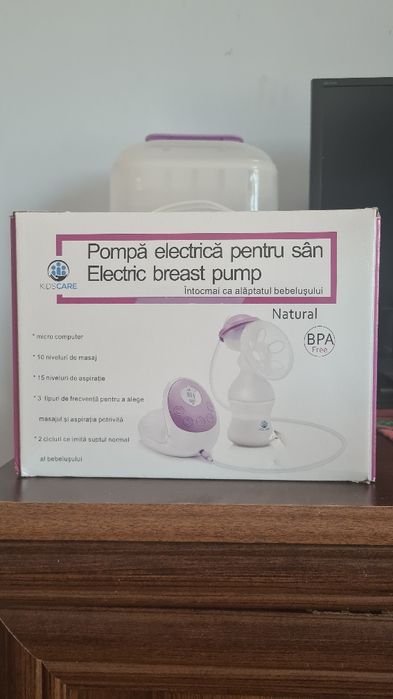 Pompă electrică pentru sân
Electric breast pump
KIDSCARE
Întocmai ca alăptatul bebelușului
Natural
BPA
Free
* micro computer
* 10 niveluri de masaj
* 15 niveluri de aspirație
* 3 tipuri de frecvență pentru a alege
masajul și aspirația potrivită
* 2 cicluri ce imită suptul normal
al bebelușului